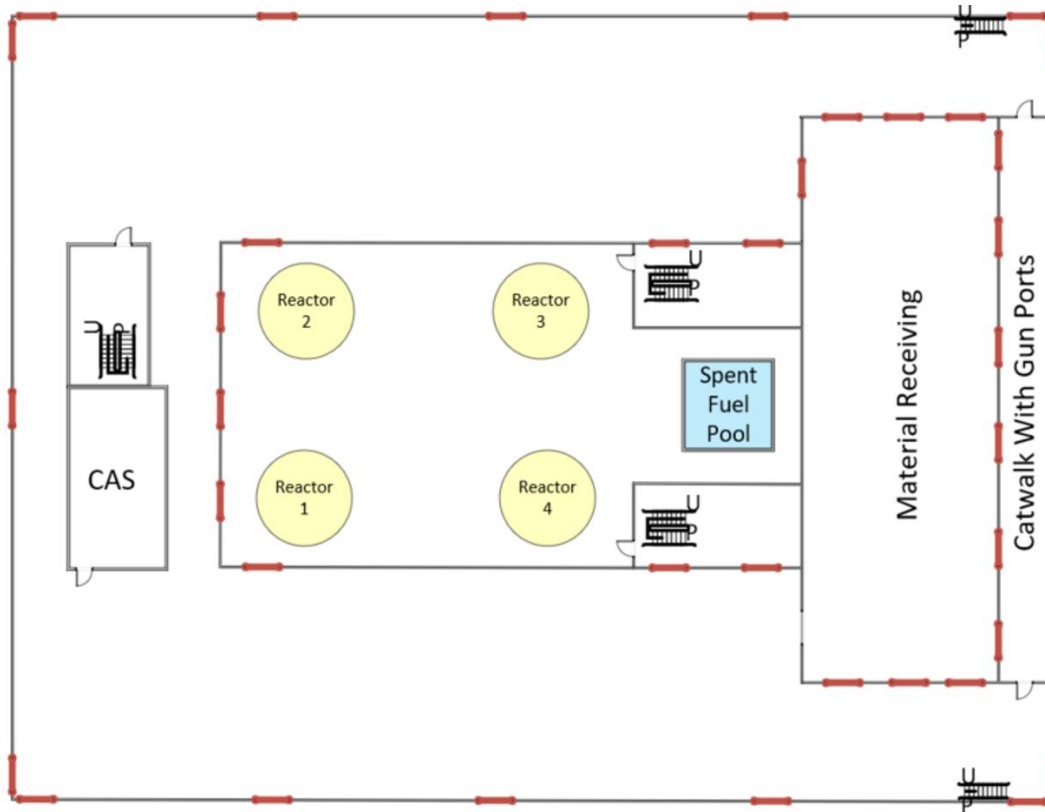 U
P
Reactor
2
Reactor
3
U
P
U
P
Spent
Fuel
Pool
CAS
Reactor
1
Reactor
4
U
P
Material Receiving
Catwalk With Gun Ports
U
P